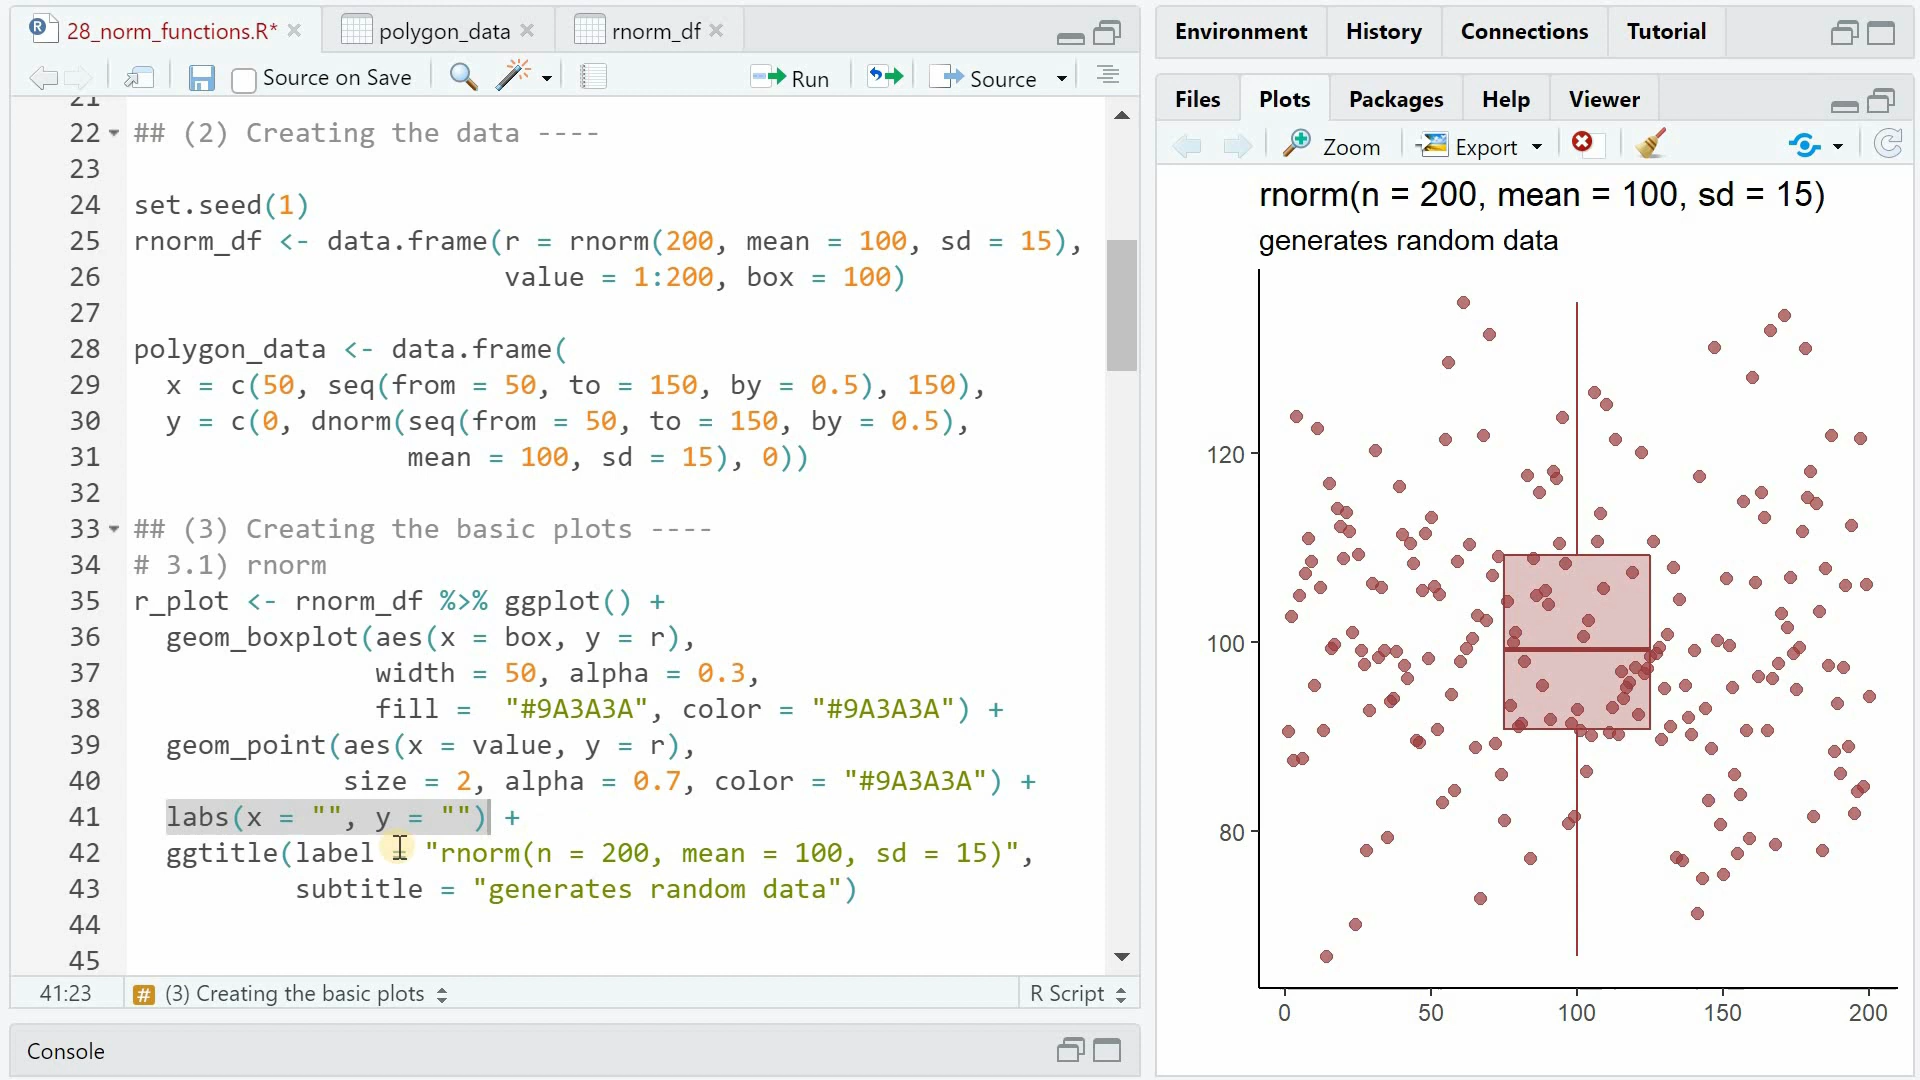 28_norm_functions.R*
polygon_data
rnorm_df
Source on Save
Run
Source
21
22 ## (2) Creating the data ----
23
24 set.seed(1)
25 rnorm_df <- data.frame(r = rnorm(200, mean = 100, sd = 15),
26 value = 1:200, box = 100)
27
28 polygon_data <- data.frame(
29 x = c(50, seq(from = 50, to = 150, by = 0.5), 150),
30 y = c(0, dnorm(seq(from = 50, to = 150, by = 0.5),
31 mean = 100, sd = 15), 0))
32
33 ## (3) Creating the basic plots ----
34 # 3.1) rnorm
35 r_plot <- rnorm_df %>% ggplot() +
36 geom_boxplot(aes(x = box, y = r),
37 width = 50, alpha = 0.3,
38 fill =  "#9A3A3A", color = "#9A3A3A") +
39 geom_point(aes(x = value, y = r),
40 size = 2, alpha = 0.7, color = "#9A3A3A") +
41 labs(x = "", y = "") +
42 ggtitle(label = "rnorm(n = 200, mean = 100, sd = 15)",
43 subtitle = "generates random data")
44
45
41:23
# (3) Creating the basic plots
R Script
Console
Environment
History
Connections
Tutorial
Files
Plots
Packages
Help
Viewer
Zoom
Export
rnorm(n = 200, mean = 100, sd = 15)
generates random data
120
100
80
0
50
100
150
200